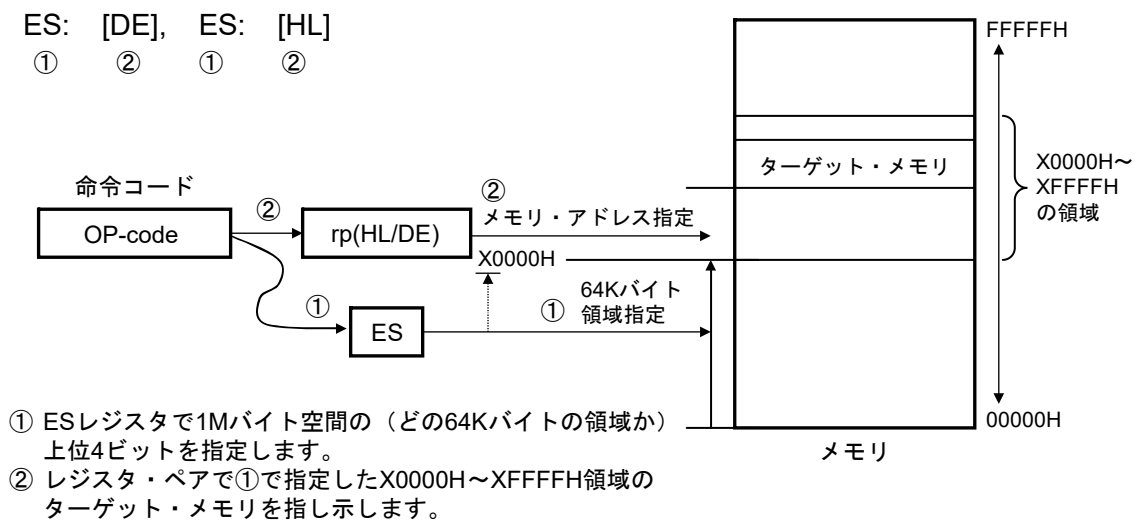 ES: [DE], ES: [HL]
① ② ① ②
命令コード
OP-code
②
rp(HL/DE)
②
メモリ・アドレス指定
X0000H
①
ES
①
64Kバイト
領域指定
FFFFFH
ターゲット・メモリ
X0000H～
XFFFFH
の領域
00000H
メモリ
① ESレジスタで1Mバイト空間の（どの64Kバイトの領域か）
上位4ビットを指定します。
② レジスタ・ペアで①で指定したX0000H～XFFFFH領域の
ターゲット・メモリを指し示します。